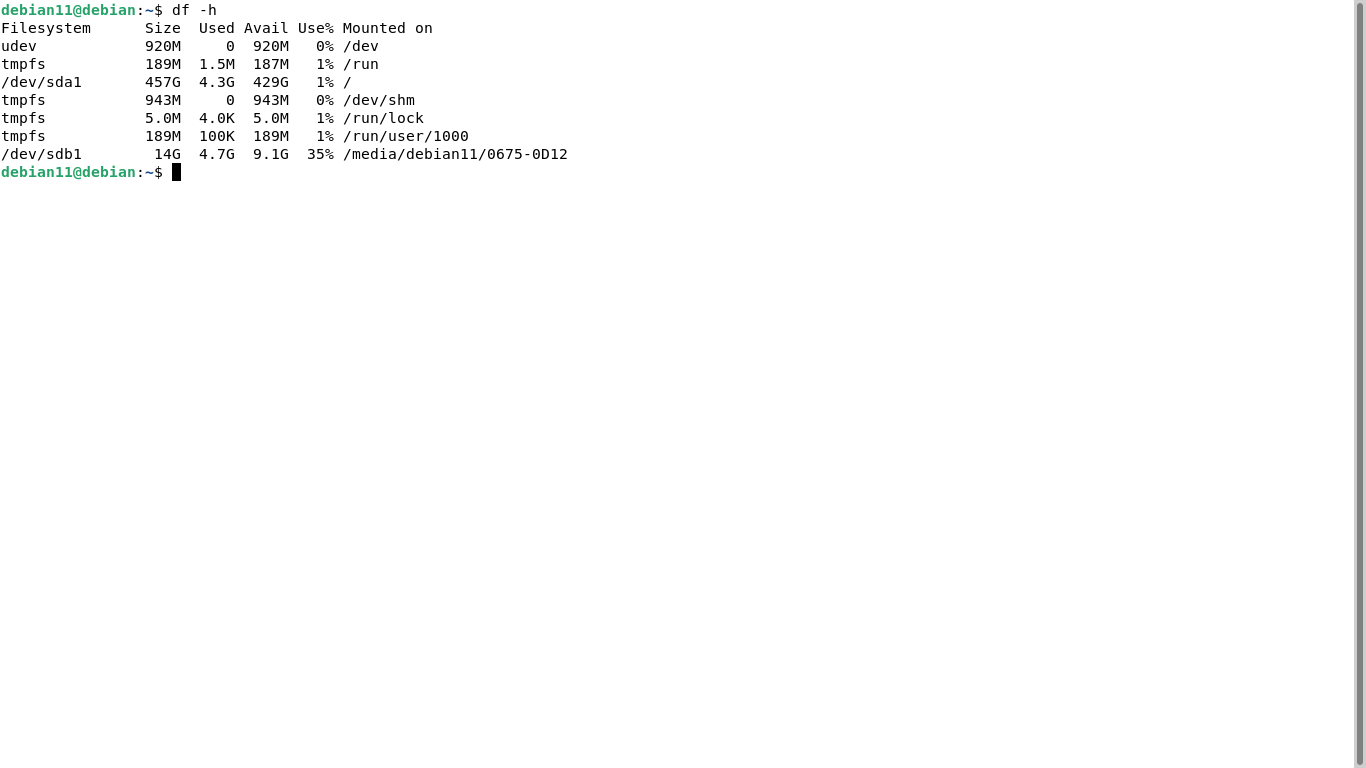 debian11@debian:~$ df -h
Filesystem      Size  Used Avail Use% Mounted on
udev            920M     0  920M   0% /dev
tmpfs           189M  1.5M  187M   1% /run
/dev/sda1       457G  4.3G  429G   1% /
tmpfs           943M     0  943M   0% /dev/shm
tmpfs           5.0M  4.0K  5.0M   1% /run/lock
tmpfs           189M  100K  189M   1% /run/user/1000
/dev/sdb1        14G  4.7G  9.1G  35% /media/debian11/0675-0D12
debian11@debian:~$